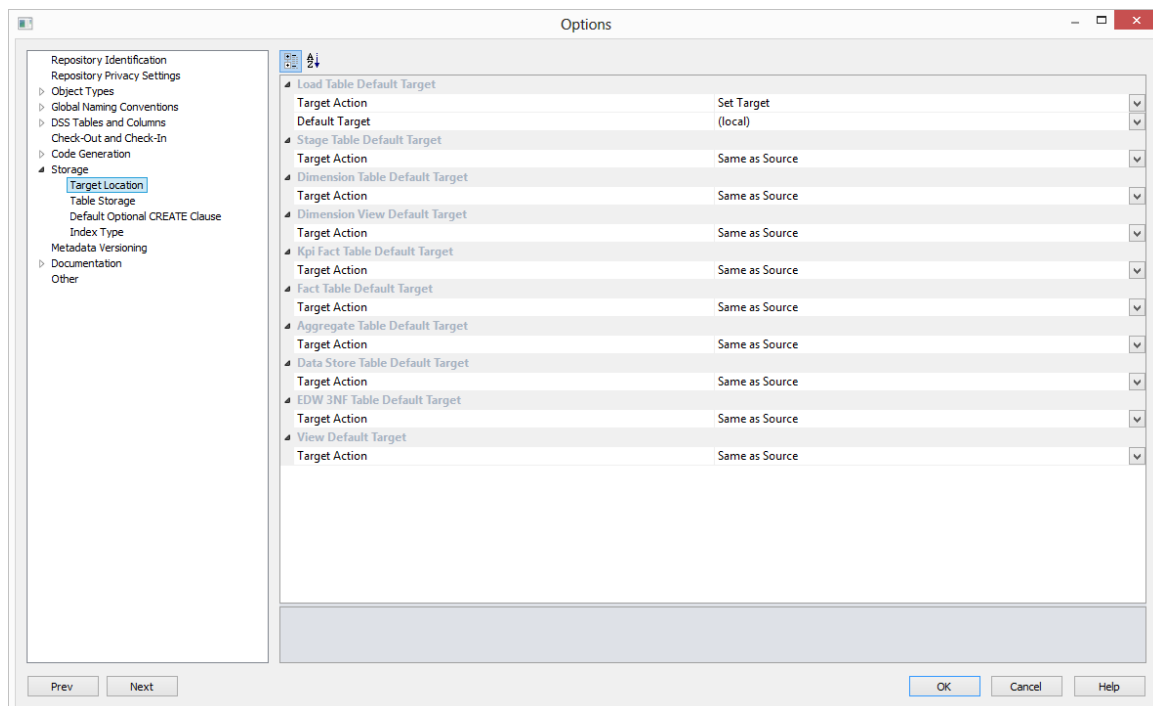 Options
Repository Identification
Repository Privacy Settings
Object Types
Global Naming Conventions
DSS Tables and Columns
Check-Out and Check-In
Code Generation
Storage
Target Location
Table Storage
Default Optional CREATE Clause
Index Type
Metadata Versioning
Documentation
Other
Load Table Default Target
Target Action Set Target
Default Target (local)
Stage Table Default Target
Target Action Same as Source
Dimension Table Default Target
Target Action Same as Source
Dimension View Default Target
Target Action Same as Source
Kpi Fact Table Default Target
Target Action Same as Source
Fact Table Default Target
Target Action Same as Source
Aggregate Table Default Target
Target Action Same as Source
Data Store Table Default Target
Target Action Same as Source
EDW 3NF Table Default Target
Target Action Same as Source
View Default Target
Target Action Same as Source
Prev Next OK Cancel Help